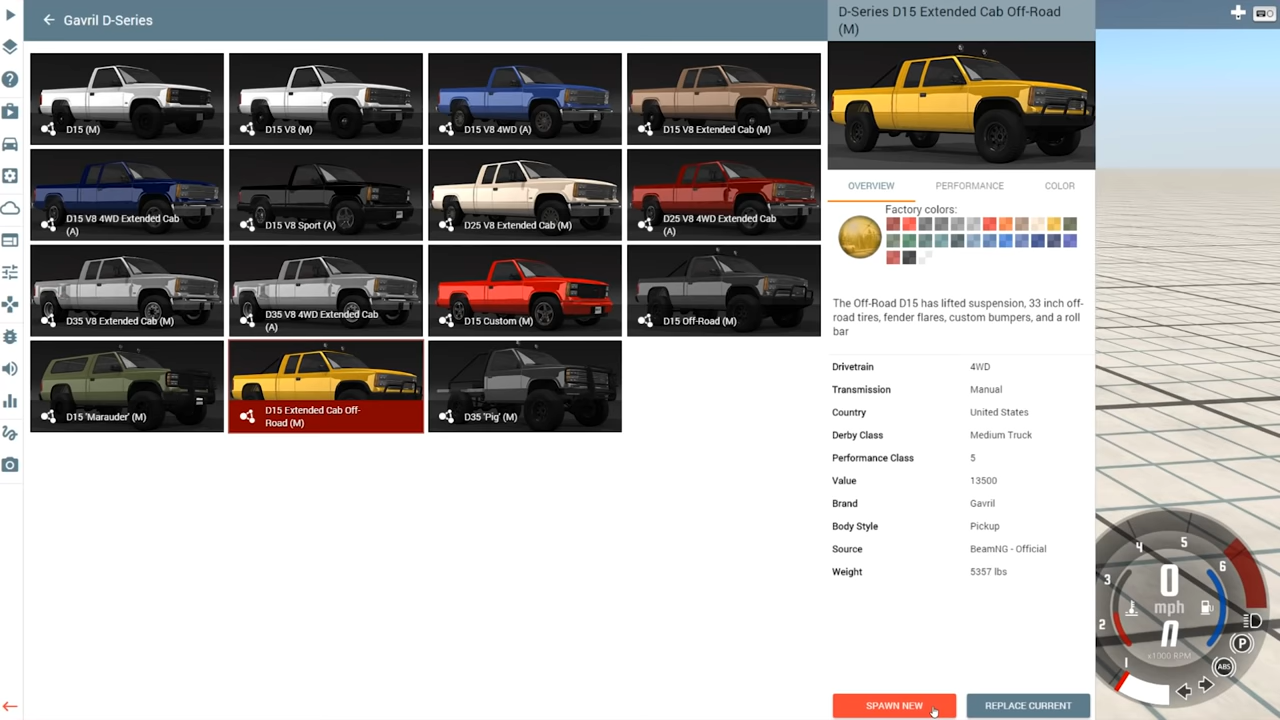 Gavril D-Series
D15 (M)
D15 V8 (M)
D15 V8 4WD (A)
D15 V8 Extended Cab (M)
D15 V8 4WD Extended Cab
(A)
D15 V8 Sport (A)
D25 V8 Extended Cab (M)
D25 V8 4WD Extended Cab
(A)
D35 V8 Extended Cab (M)
D35 V8 4WD Extended Cab
(A)
D15 Custom (M)
D15 Off-Road (M)
D15 'Marauder' (M)
D15 Extended Cab Off-
Road (M)
D35 'Pig' (M)
D-Series D15 Extended Cab Off-Road
(M)
OVERVIEW
PERFORMANCE
COLOR
Factory colors:
The Off-Road D15 has lifted suspension, 33 inch off-
road tires, fender flares, custom bumpers, and a roll
bar
Drivetrain 4WD
Transmission Manual
Country United States
Derby Class Medium Truck
Performance Class 5
Value 13500
Brand Gavril
Body Style Pickup
Source BeamNG - Official
Weight 5357 lbs
SPAWN NEW
REPLACE CURRENT
0
1
2
3
4
5
6
0
mph
n
x1000 RPM
P
ABS